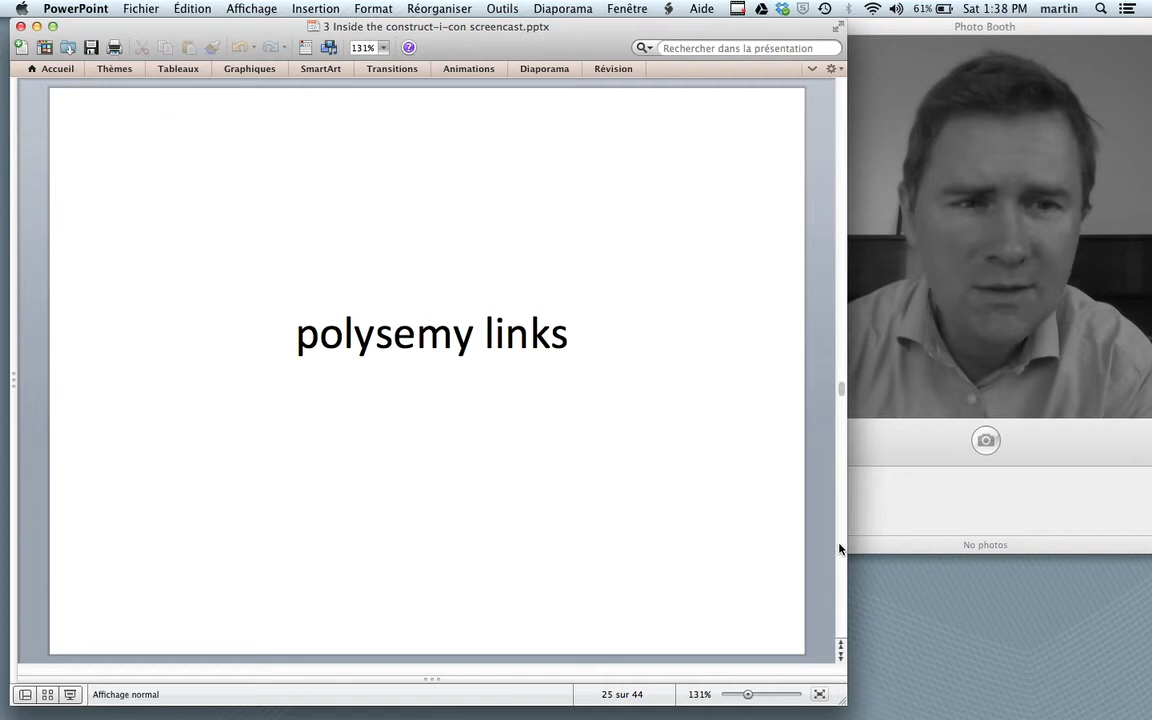 PowerPoint Fichier Édition Affichage Insertion Format Réorganiser Outils Diaporama Fenêtre Aide 61% Sat 1:38 PM martin
3 Inside the construct-i-con screencast.pptx
Photo Booth
131% Rechercher dans la présentation
Accueil Thèmes Tableaux Graphiques SmartArt Transitions Animations Diaporama Révision
polysemy links
No photos
Affichage normal 25 sur 44 131%